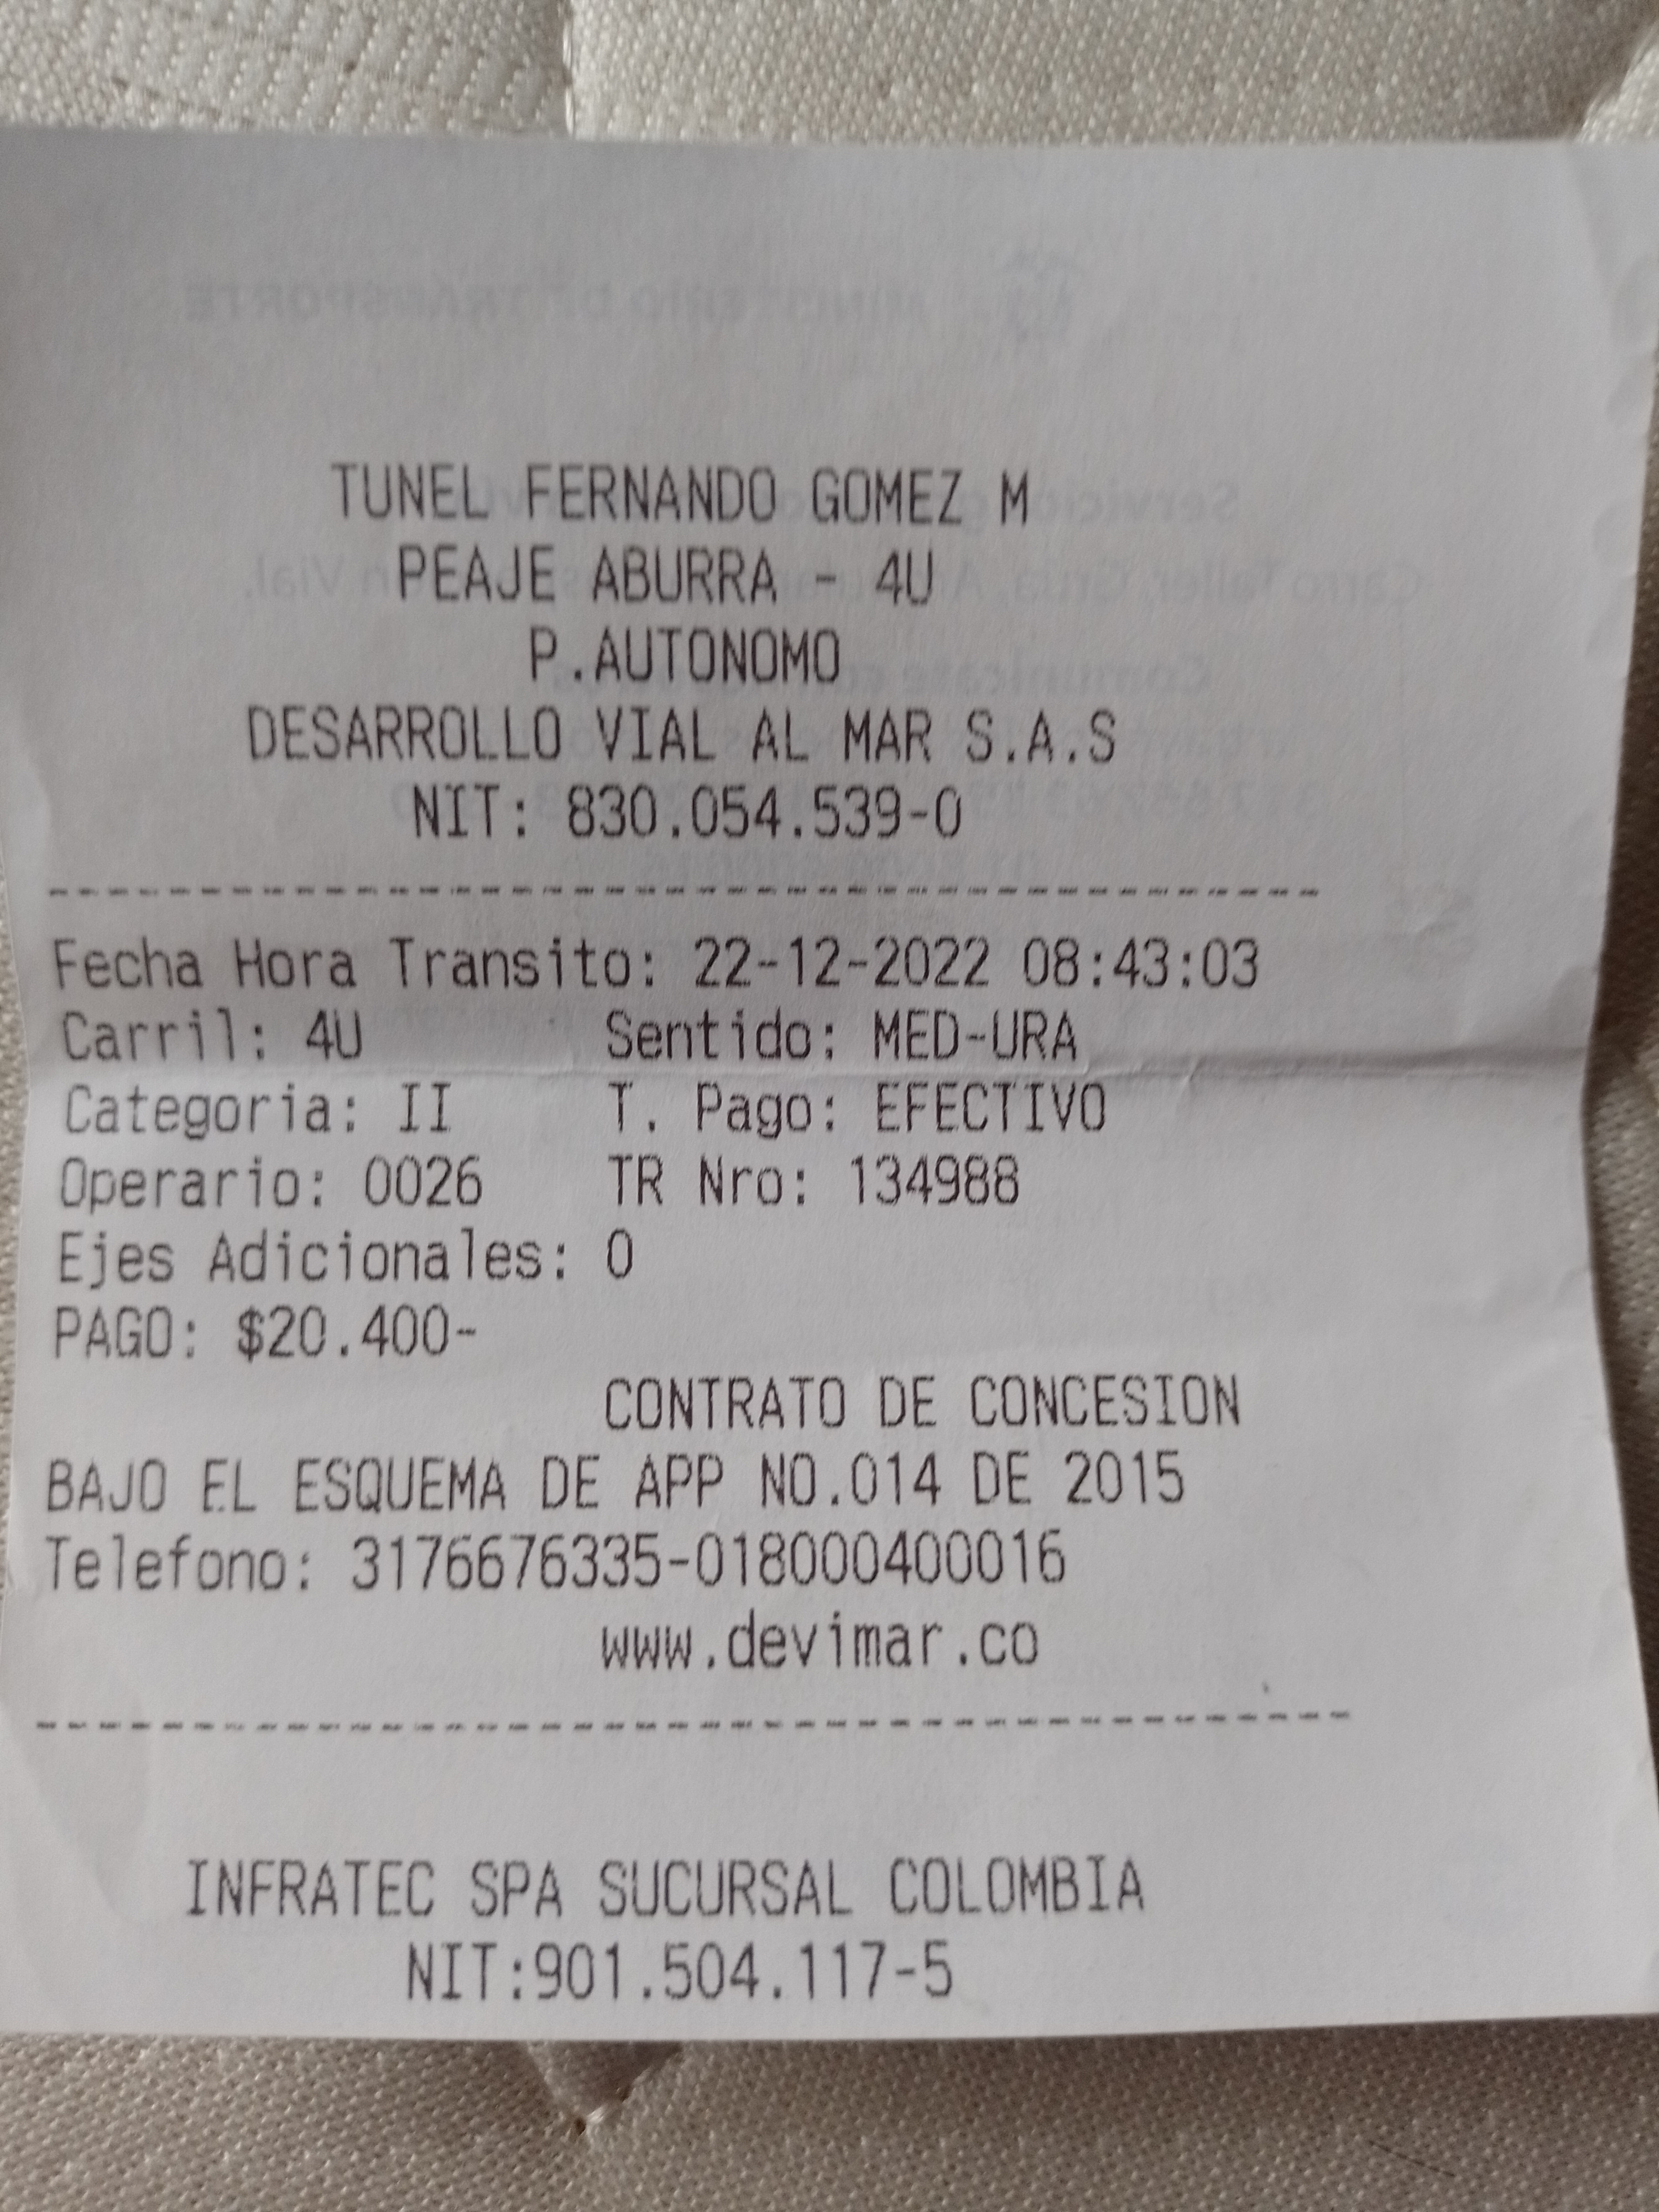 TUNEL FERNANDO GOMEZ M
PEAJE ABURRA - 4U
P.AUTONOMO
DESARROLLO VIAL AL MAR S.A.S
NIT: 830.054.539-0
------------------------------------------
Fecha Hora Transito: 22-12-2022 08:43:03
Carril: 4U Sentido: MED-URA
Categoria: II T. Pago: EFECTIVO
Operario: 0026 TR Nro: 134988
Ejes Adicionales: 0
PAGO: $20.400-
CONTRATO DE CONCESION
BAJO EL ESQUEMA DE APP NO.014 DE 2015
Telefono: 3176676335-018000400016
www.devimar.co
------------------------------------------
INFRATEC SPA SUCURSAL COLOMBIA
NIT:901.504.117-5